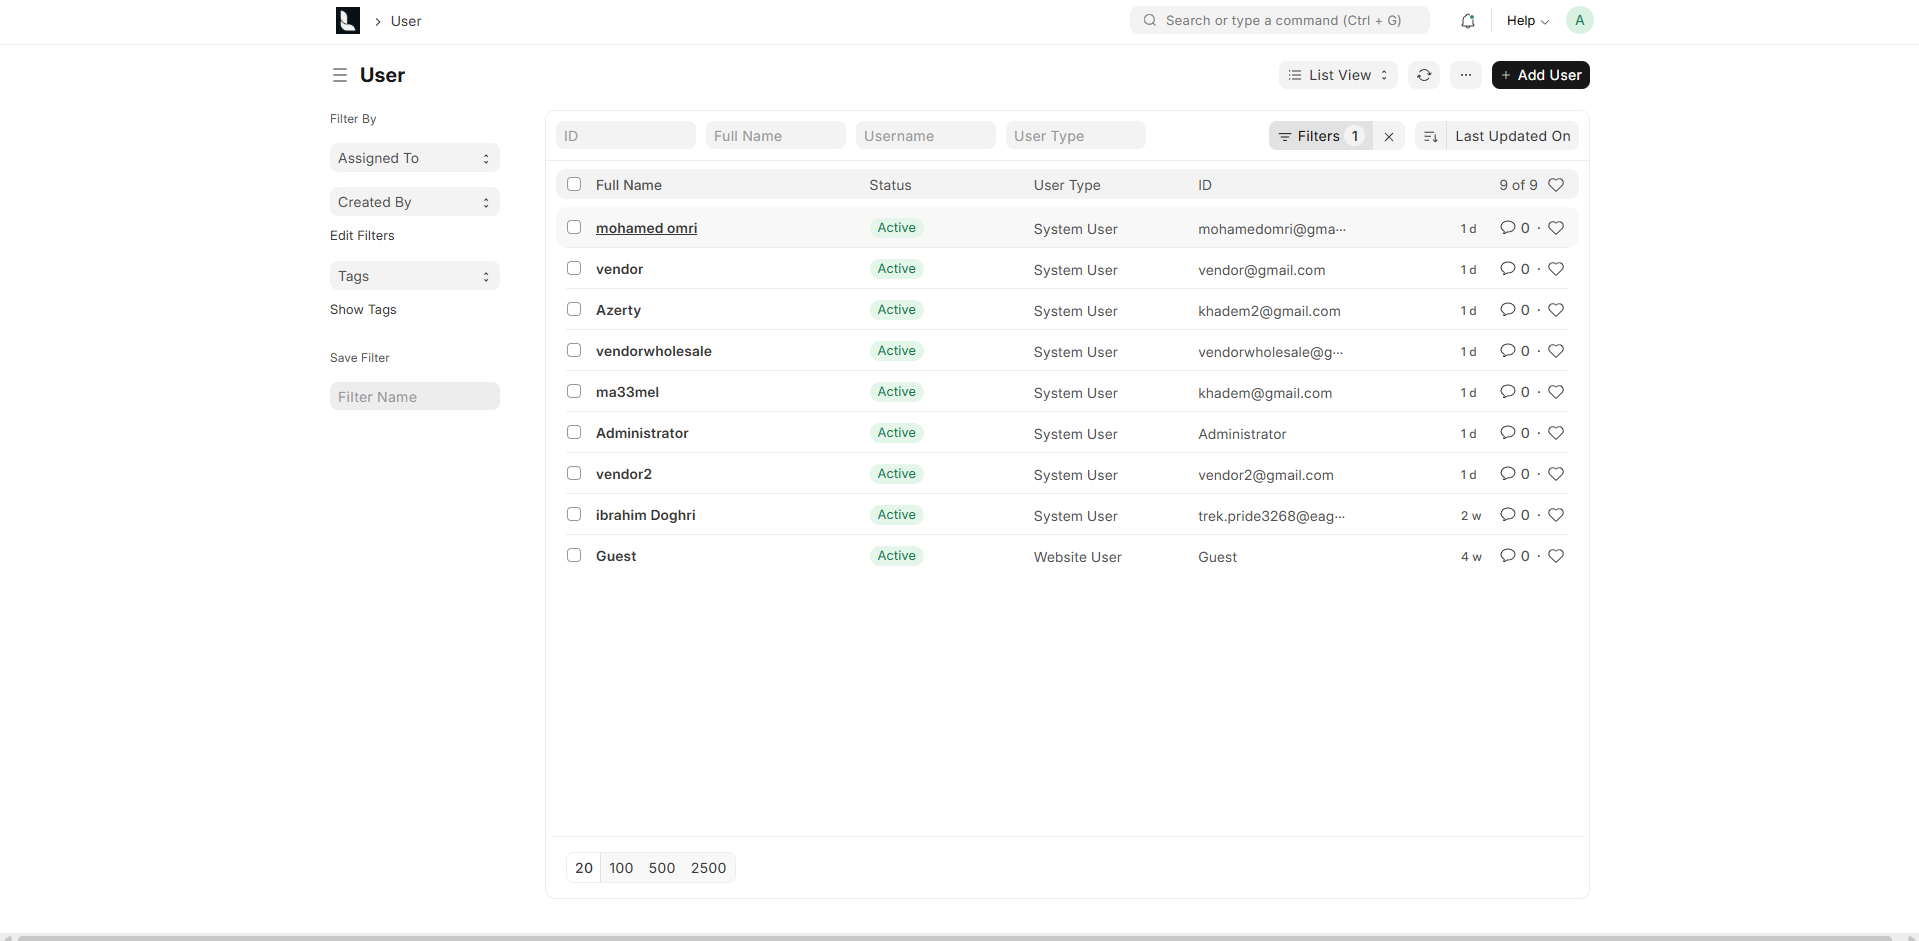 User
Search or type a command (Ctrl + G)
Help
A
User
List View
...
+ Add User
Filter By
Assigned To
Created By
Edit Filters
Tags
Show Tags
Save Filter
Filter Name
ID Full Name Username User Type Filters 1 Last Updated On
Full Name Status User Type ID 9 of 9
mohamed omri Active System User mohamedomri@gma··· 1 d 0 ·
vendor Active System User vendor@gmail.com 1 d 0 ·
Azerty Active System User khadem2@gmail.com 1 d 0 ·
vendorwholesale Active System User vendorwholesale@g··· 1 d 0 ·
ma33mel Active System User khadem@gmail.com 1 d 0 ·
Administrator Active System User Administrator 1 d 0 ·
vendor2 Active System User vendor2@gmail.com 1 d 0 ·
ibrahim Doghri Active System User trek.pride3268@eag··· 2 w 0 ·
Guest Active Website User Guest 4 w 0 ·
20 100 500 2500